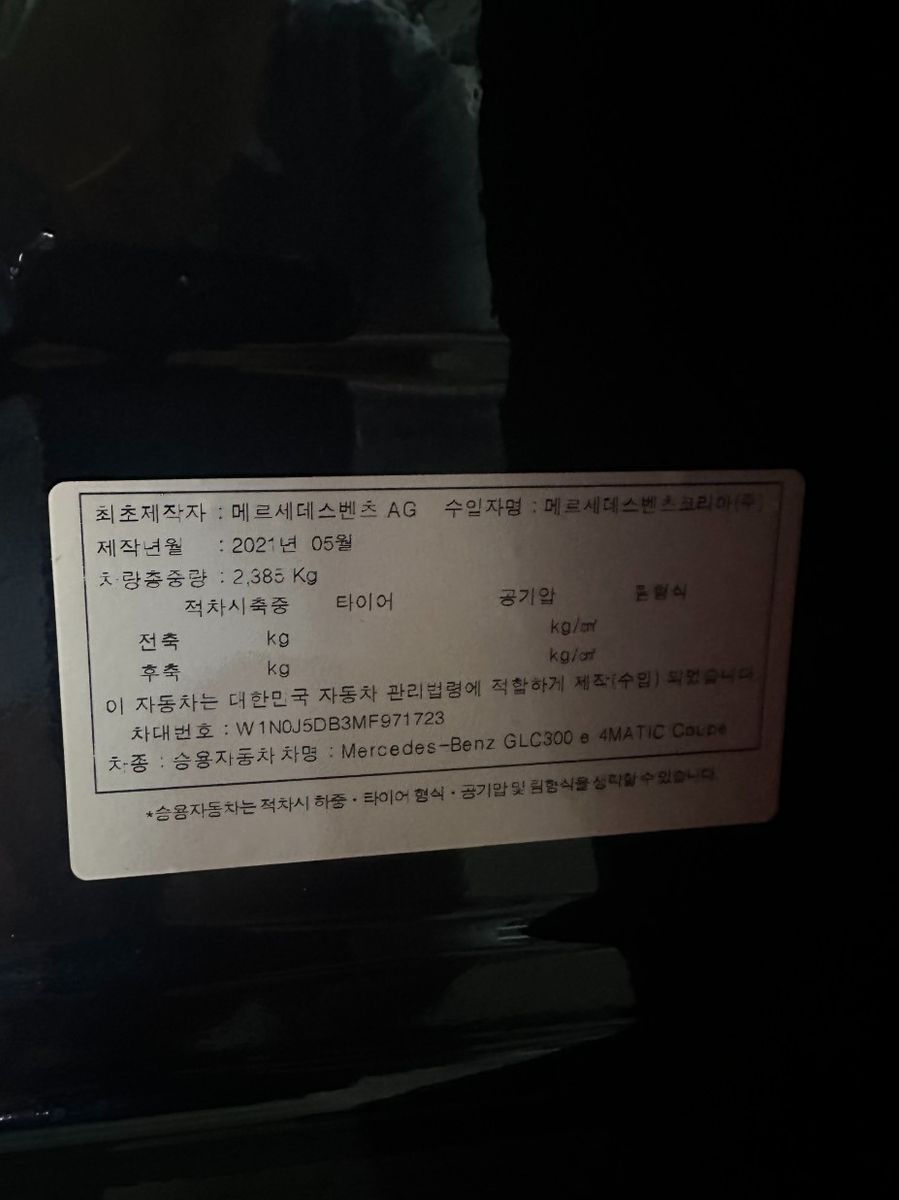 최초제작자 : 메르세데스벤츠 AG 수입자명 : 메르세데스벤츠코리아(주)
제작년월 : 2021년 05월
차량총중량 : 2,385 Kg
적차시축중 타이어 공기압 림형식
전축 kg kg/㎠
후축 kg kg/㎠
이 자동차는 대한민국 자동차 관리법령에 적합하게 제작(수입) 되었습니다
차대번호 : W1N0J5DB3MF971723
차종 : 승용자동차 차명 : Mercedes-Benz GLC300 e 4MATIC Coupe
*승용자동차는 적차시 하중·타이어 형식·공기압 및 림형식을 생략할 수 있습니다.